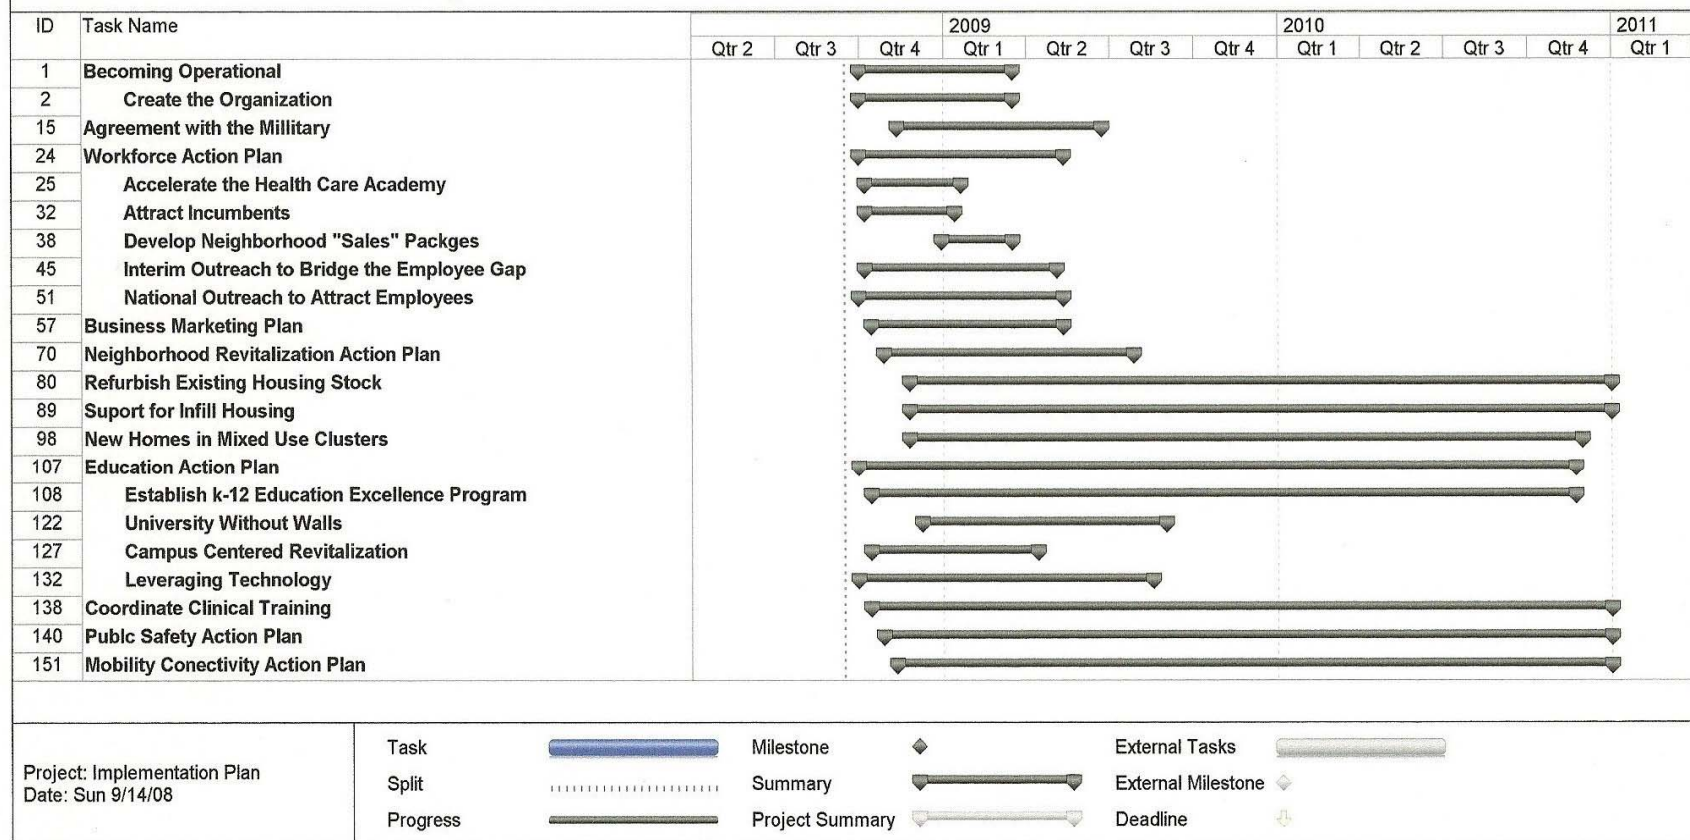 ID Task Name 2009 2010 2011
Qtr 2 Qtr 3 Qtr 4 Qtr 1 Qtr 2 Qtr 3 Qtr 4 Qtr 1 Qtr 2 Qtr 3 Qtr 4 Qtr 1
1 Becoming Operational
2 Create the Organization
15 Agreement with the Millitary
24 Workforce Action Plan
25 Accelerate the Health Care Academy
32 Attract Incumbents
38 Develop Neighborhood "Sales" Packges
45 Interim Outreach to Bridge the Employee Gap
51 National Outreach to Attract Employees
57 Business Marketing Plan
70 Neighborhood Revitalization Action Plan
80 Refurbish Existing Housing Stock
89 Suport for Infill Housing
98 New Homes in Mixed Use Clusters
107 Education Action Plan
108 Establish k-12 Education Excellence Program
122 University Without Walls
127 Campus Centered Revitalization
132 Leveraging Technology
138 Coordinate Clinical Training
140 Publc Safety Action Plan
151 Mobility Conectivity Action Plan
Project: Implementation Plan
Date: Sun 9/14/08
Task Milestone External Tasks
Split Summary External Milestone
Progress Project Summary Deadline